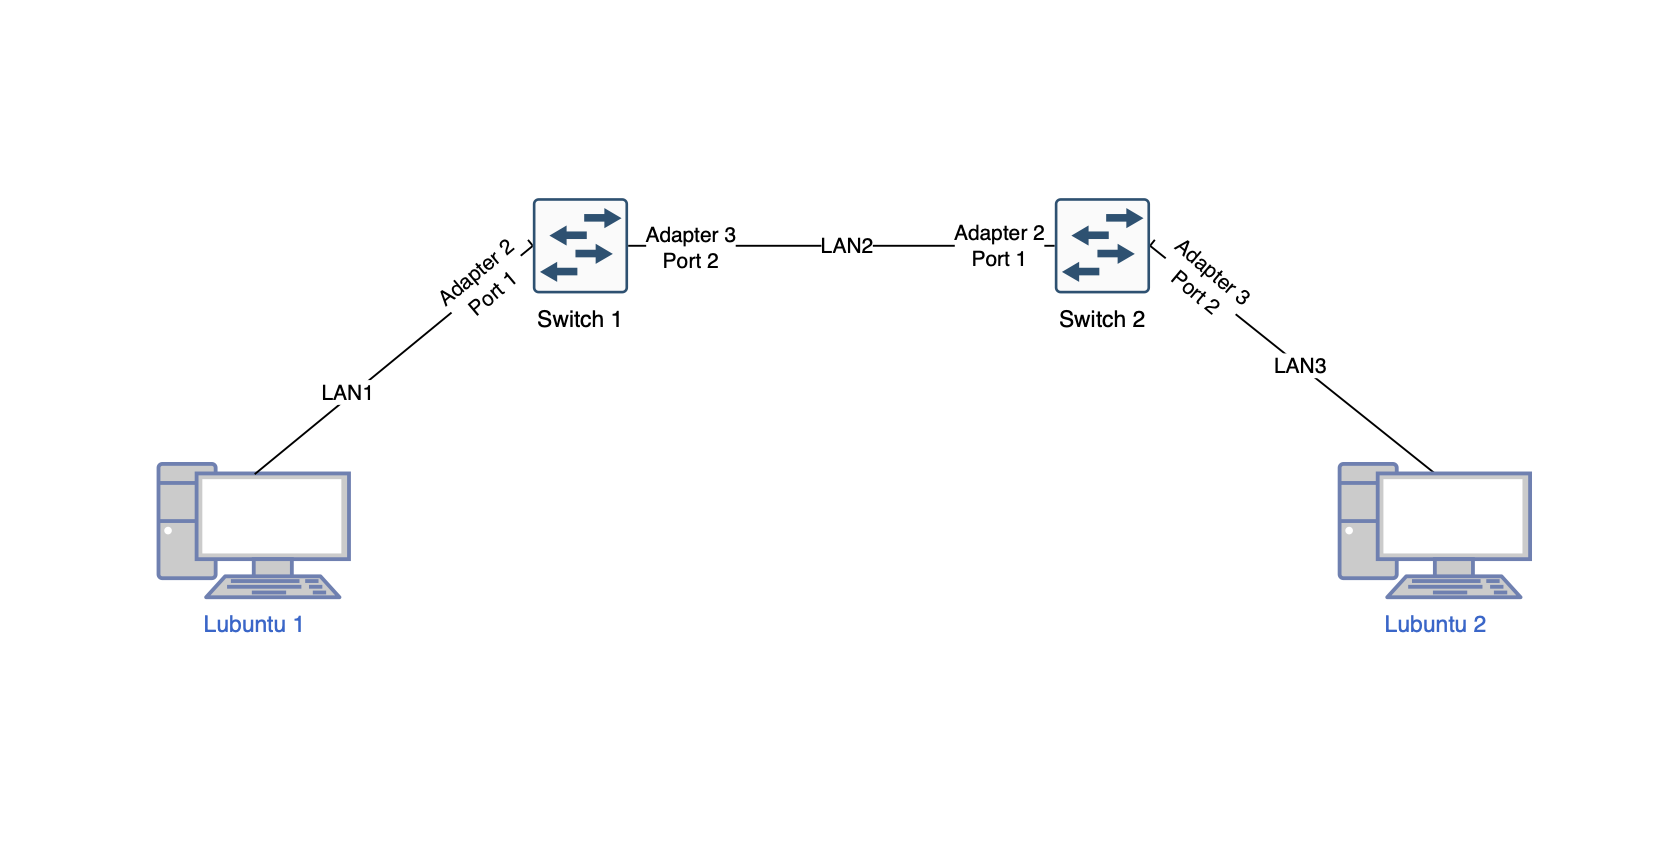 Adapter 2
Port 1
Switch 1
Adapter 3
Port 2
LAN2
Adapter 2
Port 1
Switch 2
Adapter 3
Port 2
LAN1
LAN3
Lubuntu 1
Lubuntu 2